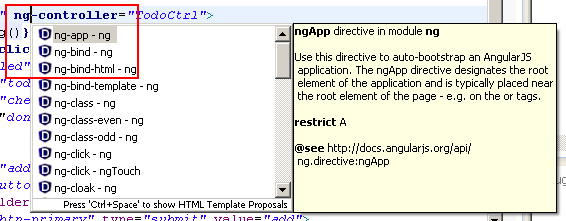 " ng-controller="TodoCtrl">
ng()}
clic
led"
"tod
"che
"don
"add
utto
lder
btn-primary" type="submit" value="add">
ng-app - ng
ng-bind - ng
ng-bind-html - ng
ng-bind-template - ng
ng-class - ng
ng-class-even - ng
ng-class-odd - ng
ng-click - ng
ng-click - ngTouch
ng-cloak - ng
Press 'Ctrl+Space' to show HTML Template Proposals
ngApp directive in module ng
Use this directive to auto-bootstrap an AngularJS
application. The ngApp directive designates the root
element of the application and is typically placed near
the root element of the page - e.g. on the or tags.
restrict A
@see http://docs.angularjs.org/api/
ng.directive:ngApp